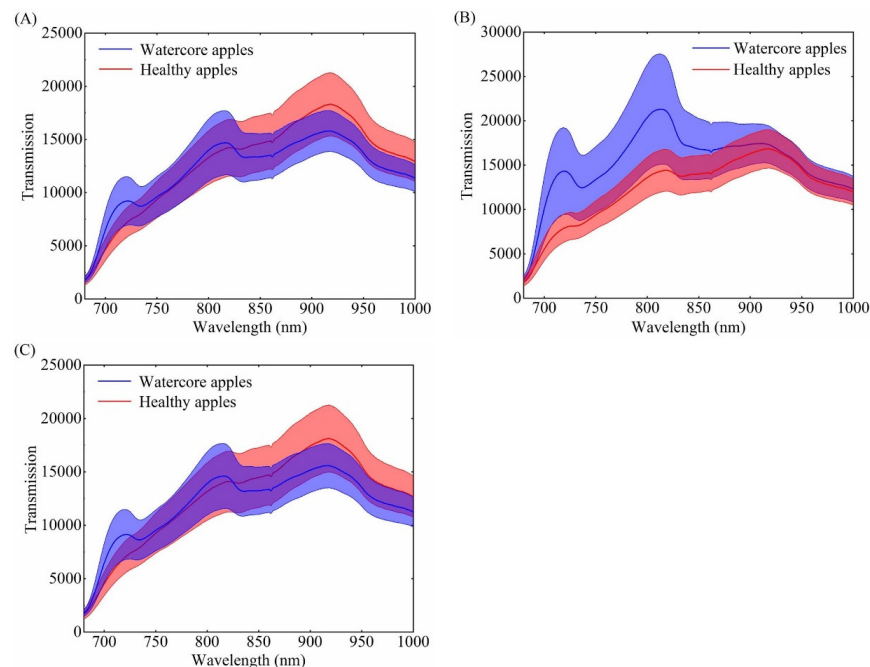 (A)
25000
20000
15000
10000
5000
0
Transmission
Watercore apples
Healthy apples
700 750 800 850 900 950 1000
Wavelength (nm)
(B)
30000
25000
20000
15000
10000
5000
0
Transmission
Watercore apples
Healthy apples
700 750 800 850 900 950 1000
Wavelength (nm)
(C)
25000
20000
15000
10000
5000
0
Transmission
Watercore apples
Healthy apples
700 750 800 850 900 950 1000
Wavelength (nm)